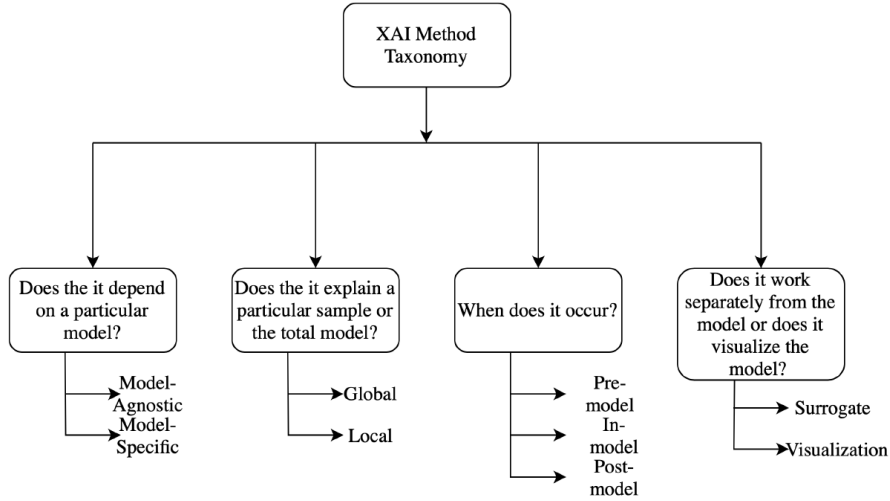 XAI Method
Taxonomy
Does the it depend
on a particular
model?
Model-
Agnostic
Model-
Specific
Does the it explain a
particular sample or
the total model?
Global
Local
When does it occur?
Pre-
model
In-
model
Post-
model
Does it work
separately from the
model or does it
visualize the
model?
Surrogate
Visualization